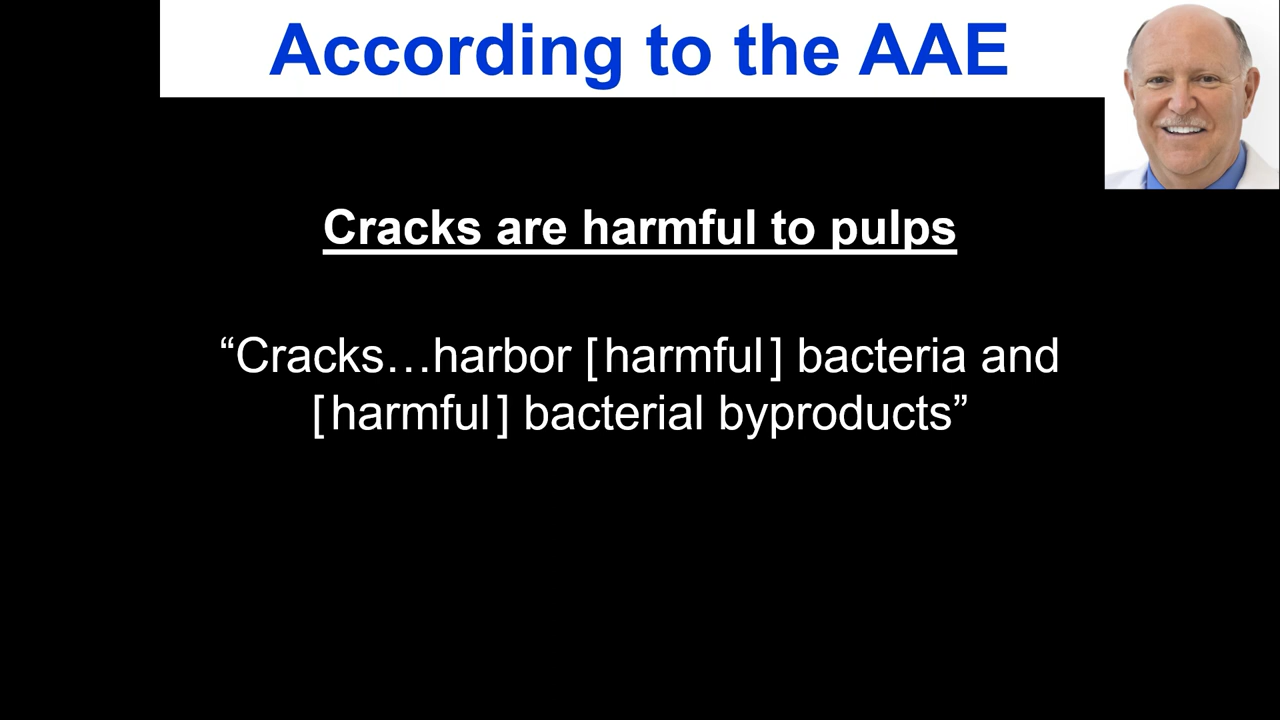 According to the AAE
Cracks are harmful to pulps
“Cracks…harbor [harmful] bacteria and
[harmful] bacterial byproducts”